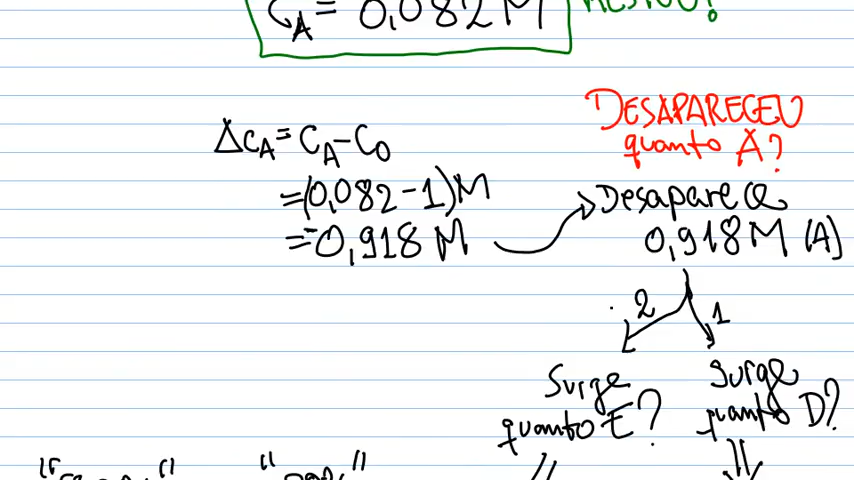 C_A = 0,082 M
DESAPARECEU
quanto A?
ΔC_A = C_A - C_0
= (0,082 - 1) M
= -0,918 M
Desaparece
0,918 M (A)
2
1
Surge
quanto E?
Surge
quanto D?